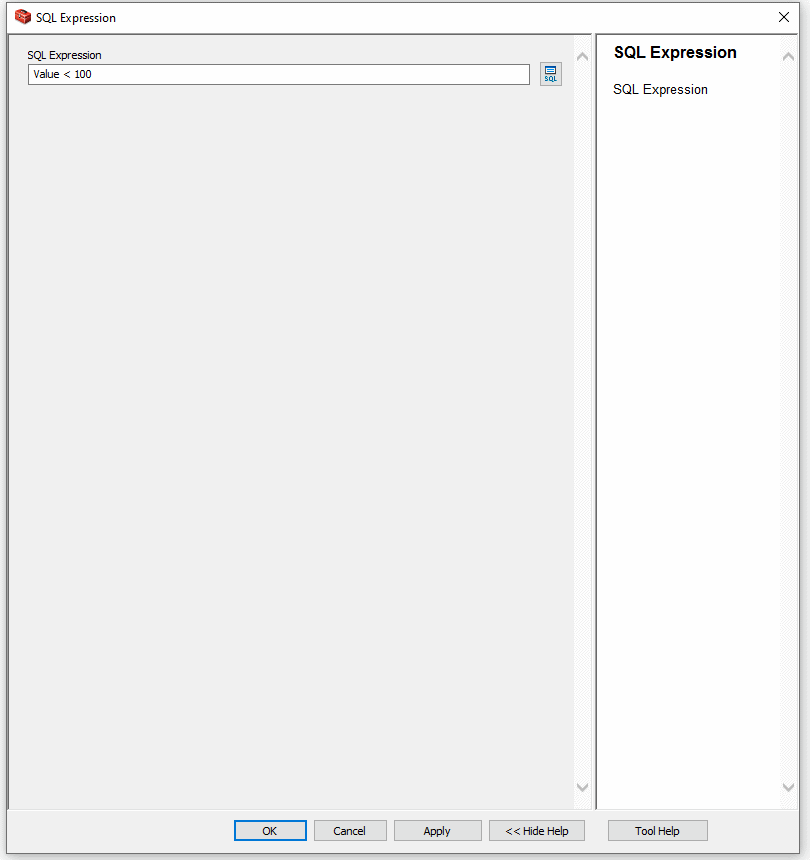 SQL Expression
SQL Expression
Value < 100
SQL
SQL Expression
SQL Expression
OK
Cancel
Apply
<< Hide Help
Tool Help